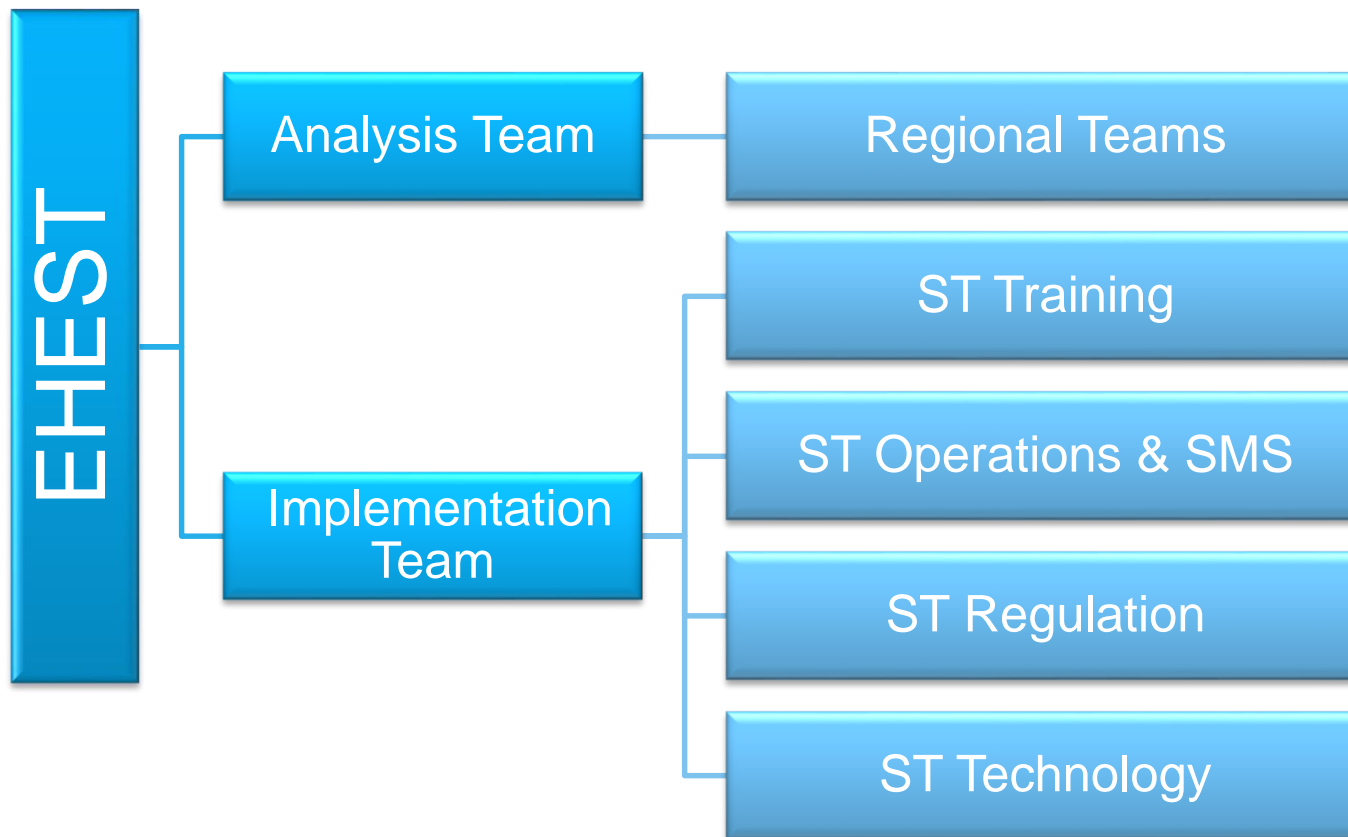 EHEST
Analysis Team
Regional Teams
Implementation
Team
ST Training
ST Operations & SMS
ST Regulation
ST Technology